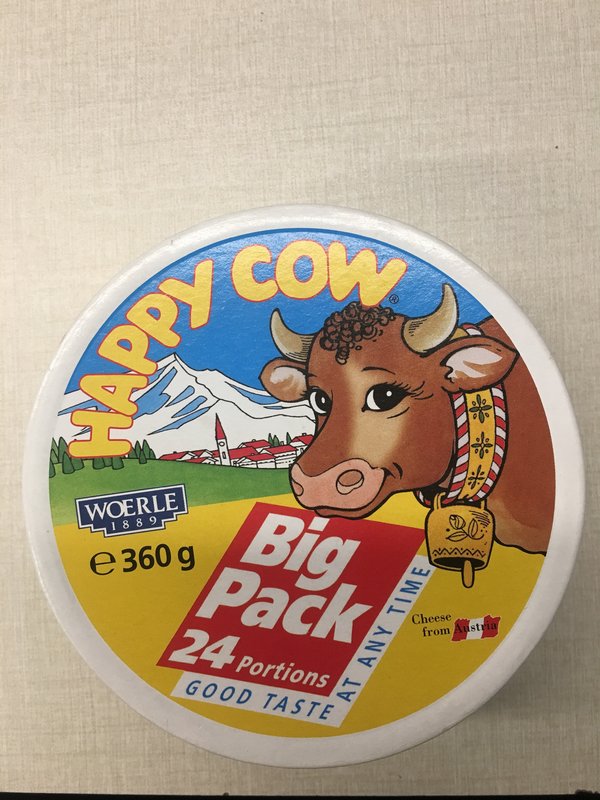 HAPPY COW®
WOERLE
1889
e 360 g
Big
Pack
24 Portions
GOOD TASTE
AT ANY TIME
Cheese
from Austria